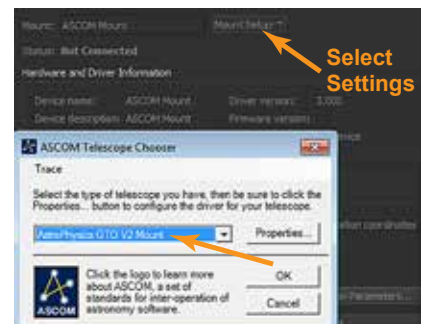 Mount: ASCOM Mount
Mount Setup
Status: Not Connected
Select
Settings
Hardware and Driver Information
Device name: ASCOM Mount
Driver version: 3.000
Device description: ASCOM Mount
Firmware version:
ASCOM Telescope Chooser
Trace
Select the type of telescope you have, then be sure to click the
Properties... button to configure the driver for your telescope.
AstroPhysics GTO V2 Mount
Properties...
Click the logo to learn more
about ASCOM, a set of
standards for inter-operation of
astronomy software.
OK
Cancel
ASCOM
coordinates
Parameters...